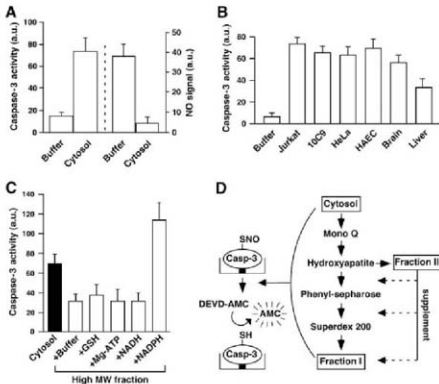 A
Caspase-3 activity (a.u.)
100
80
60
40
20
0
50
40
30
20
10
0
NO signal (a.u.)
Buffer
Cytosol
Buffer
Cytosol
B
Caspase-3 activity (a.u.)
80
60
40
20
0
Buffer
Jurkat
10C9
HeLa
HAEC
Brain
Liver
C
Caspase-3 activity (a.u.)
140
120
100
80
60
40
20
0
Cytosol
+Buffer
+GSH
+Mg-ATP
+NADH
+NADPH
High MW fraction
D
Cytosol
SNO
Mono Q
Casp-3
Hydroxyapatite
Fraction II
DEVD-AMC
AMC
Phenyl-sepharose
supplement
SH
Superdex 200
Casp-3
Fraction I